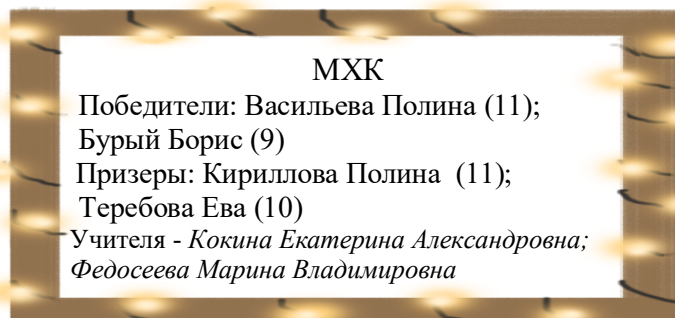 МХК
Победители: Васильева Полина (11);
Бурый Борис (9)
Призеры: Кириллова Полина (11);
Теребова Ева (10)
Учителя - Кокина Екатерина Александровна;
Федосеева Марина Владимировна